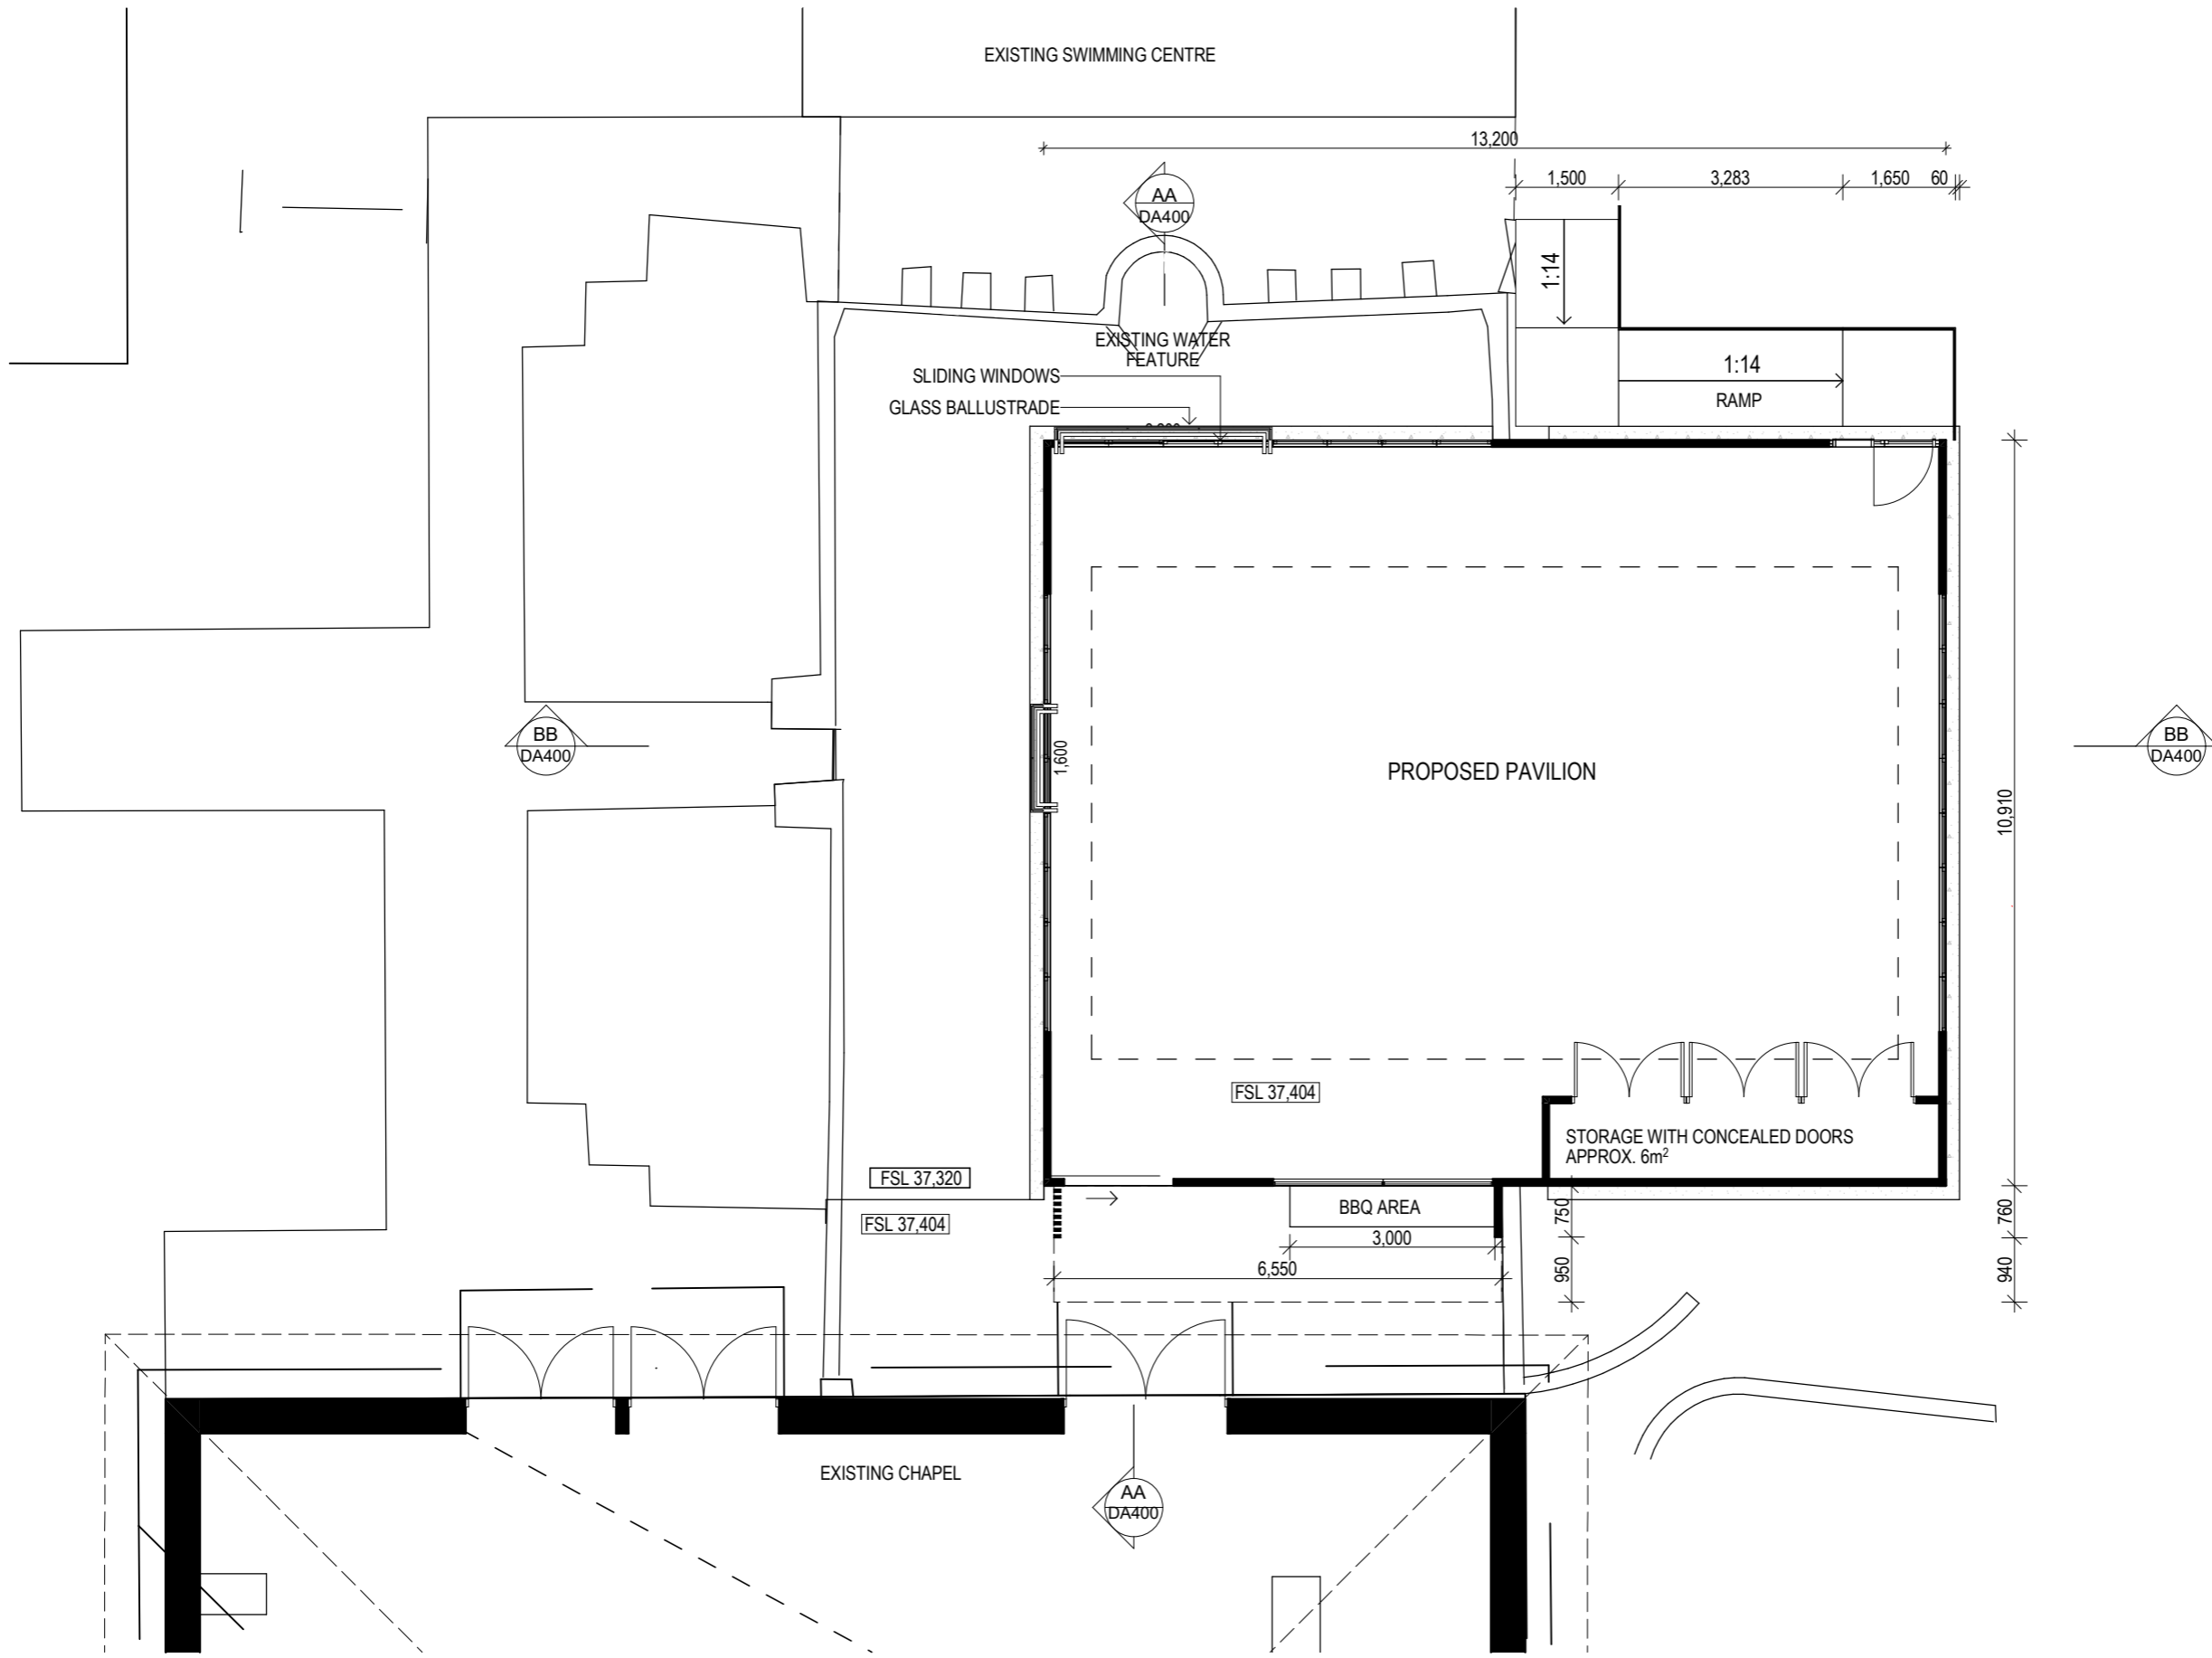 EXISTING SWIMMING CENTRE
13,200
1,500
3,283
1,650
60
AA
DA400
1:14
EXISTING WATER
FEATURE
1:14
RAMP
SLIDING WINDOWS
GLASS BALLUSTRADE
BB
DA400
1,600
PROPOSED PAVILION
BB
DA400
10,910
FSL 37,404
STORAGE WITH CONCEALED DOORS
APPROX. 6m²
FSL 37,320
FSL 37,404
BBQ AREA
3,000
6,550
750
950
760
940
EXISTING CHAPEL
AA
DA400